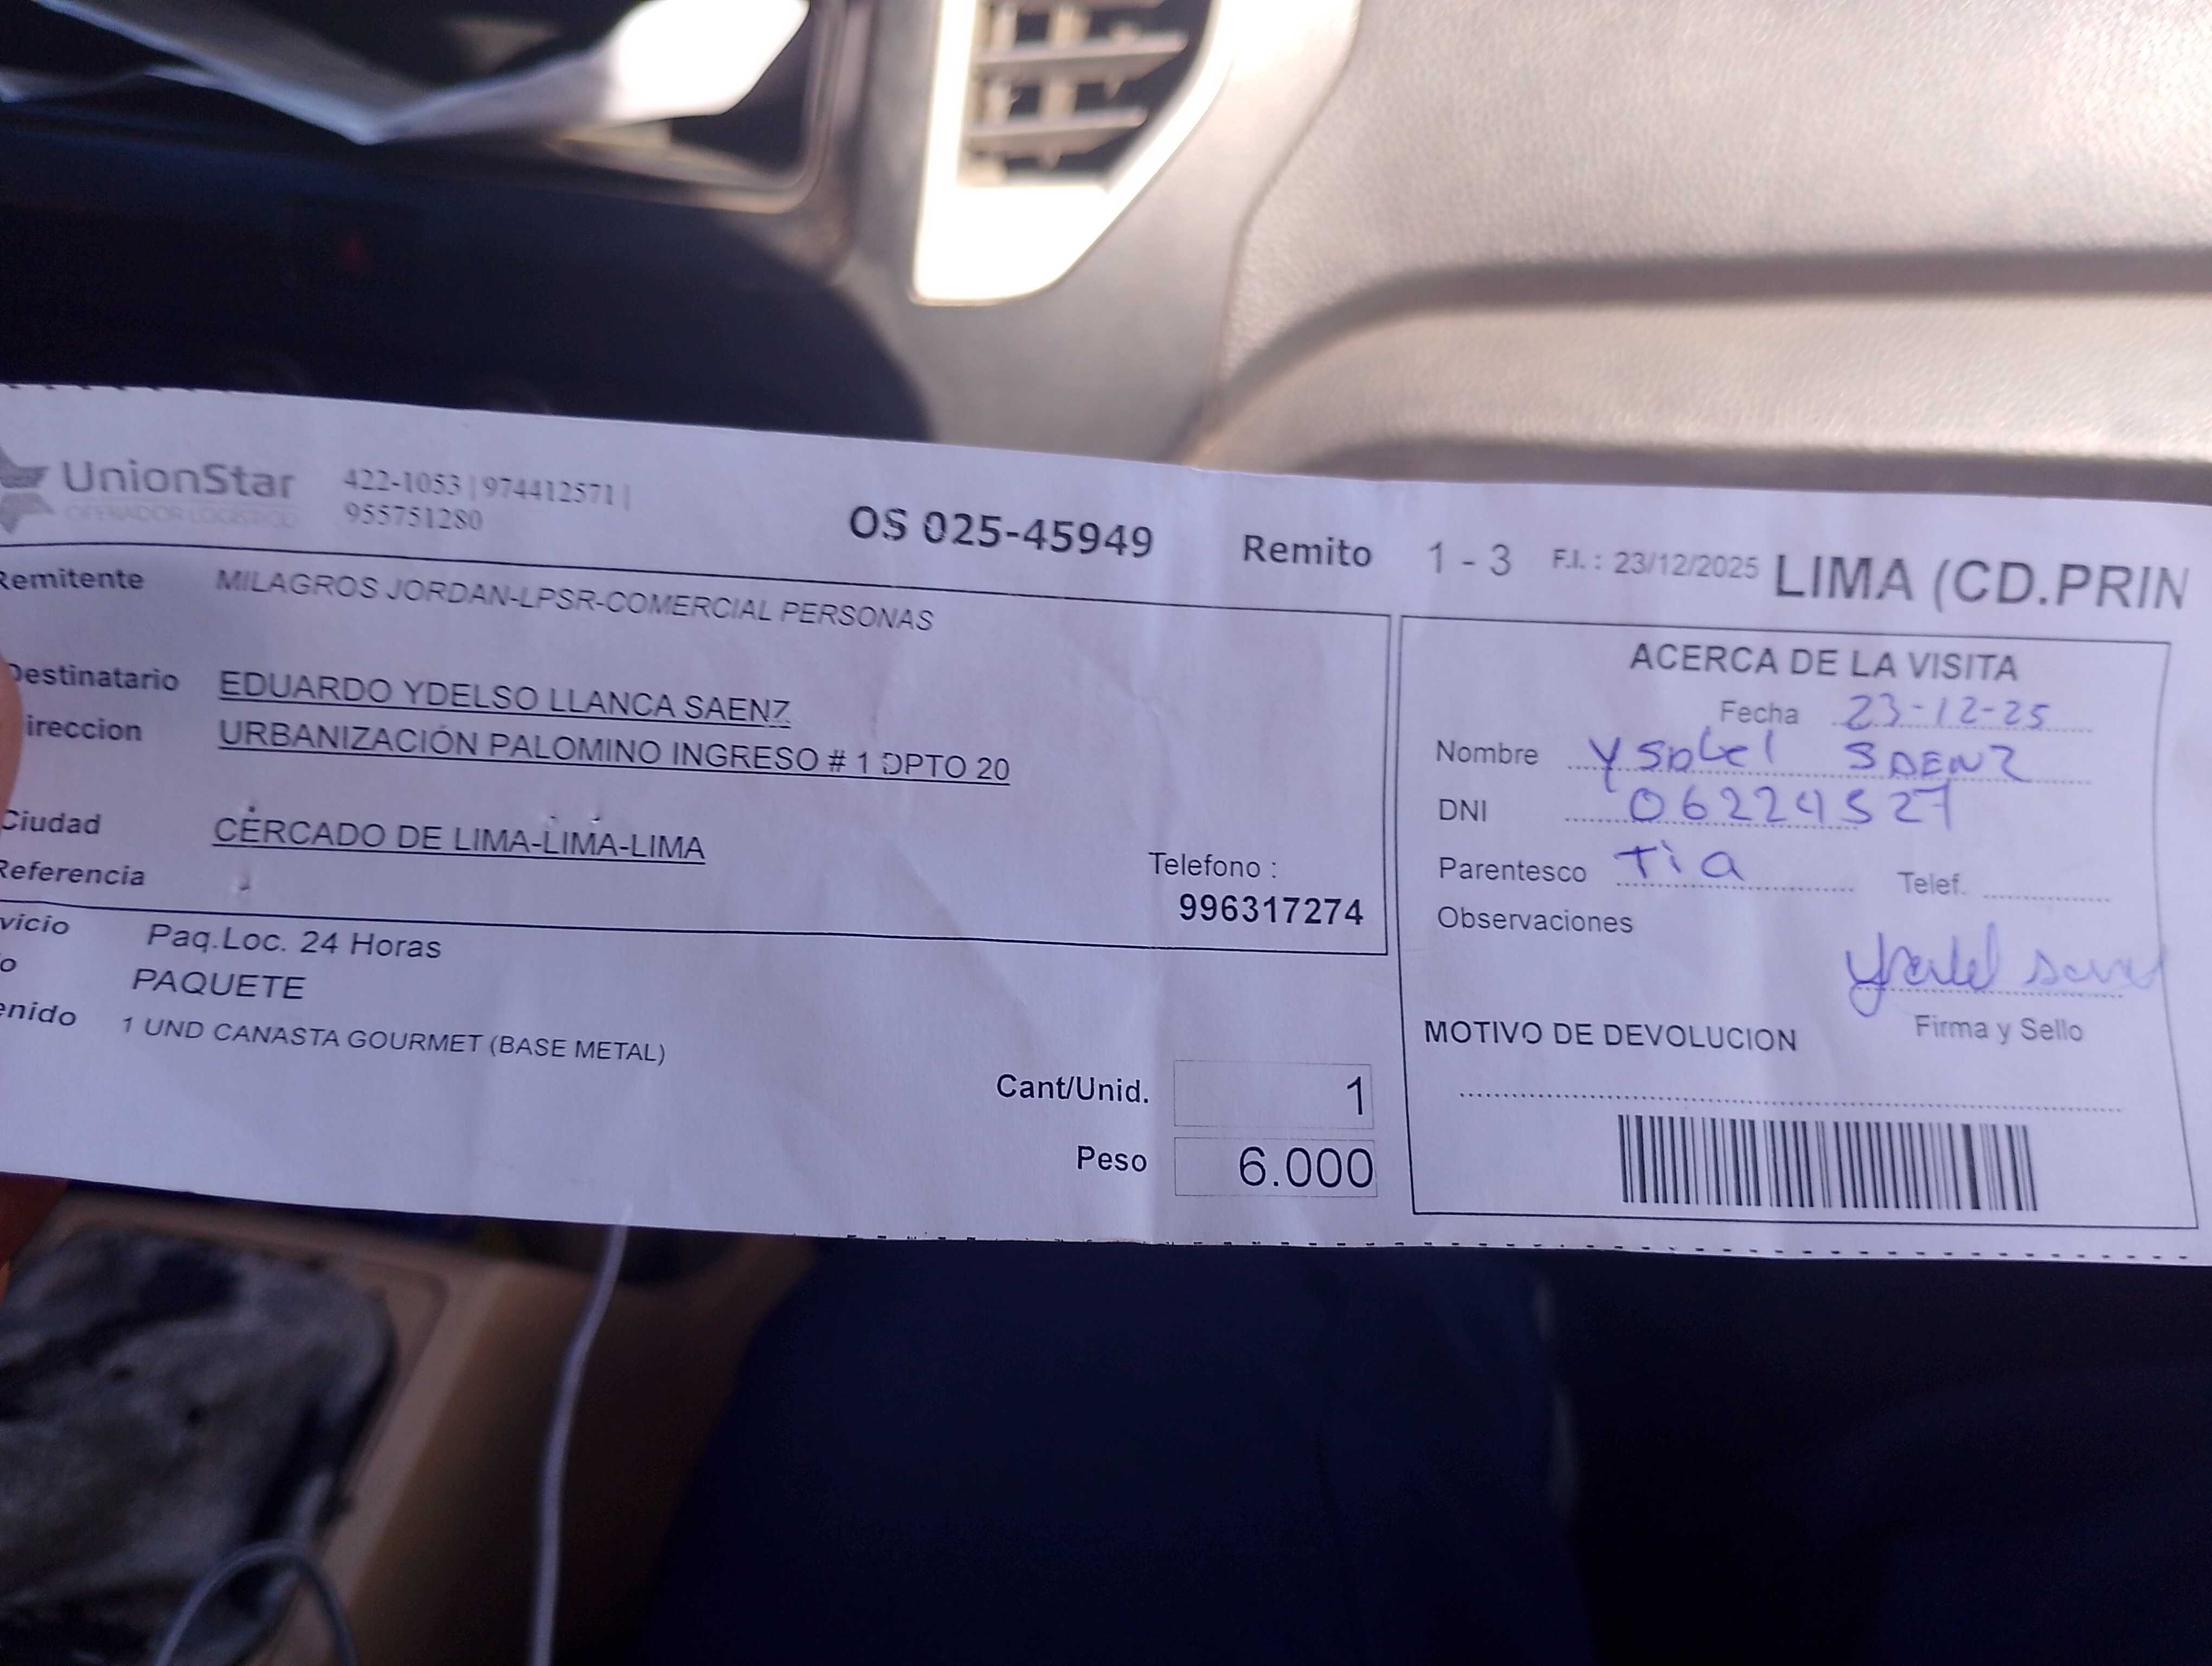 UnionStar
OPERADOR LOGISTICO
422-1053 | 974412571 |
955751280
OS 025-45949
Remito 1 - 3 F.I. : 23/12/2025 LIMA (CD.PRIN
Remitente MILAGROS JORDAN-LPSR-COMERCIAL PERSONAS
Destinatario EDUARDO YDELSO LLANCA SAENZ
ireccion URBANIZACIÓN PALOMINO INGRESO # 1 DPTO 20
Ciudad CERCADO DE LIMA-LIMA-LIMA
Referencia
Telefono :
996317274
vicio Paq.Loc. 24 Horas
o PAQUETE
enido 1 UND CANASTA GOURMET (BASE METAL)
Cant/Unid. 1
Peso 6.000
ACERCA DE LA VISITA
Fecha 23-12-25
Nombre Ysabel SAENZ
DNI 06224527
Parentesco Tia Telef.
Observaciones
Ysabel Saenz
Firma y Sello
MOTIVO DE DEVOLUCION